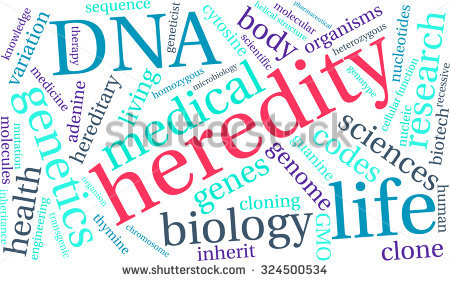 knowledge
variation
therapy
medicine
DNA
sequence
geneticist
cytosine
scientific
helical structure
molecular
pharmaceutical
body
organisms
heterozygous
nucleotides
genotype
cellular function
nucleic
research
recessive
biotech
homozygous
microbiology
adenine
hereditary
living
medical
heredity
sciences
molecules
mutation
genetics
health
inheritance
engineering
transgenic
organization
thymine
chromosome
genes
genome
guanine
codes
human
cloning
biology
inherit
GMO
life
clone
shutterstock
www.shutterstock.com · 324500534